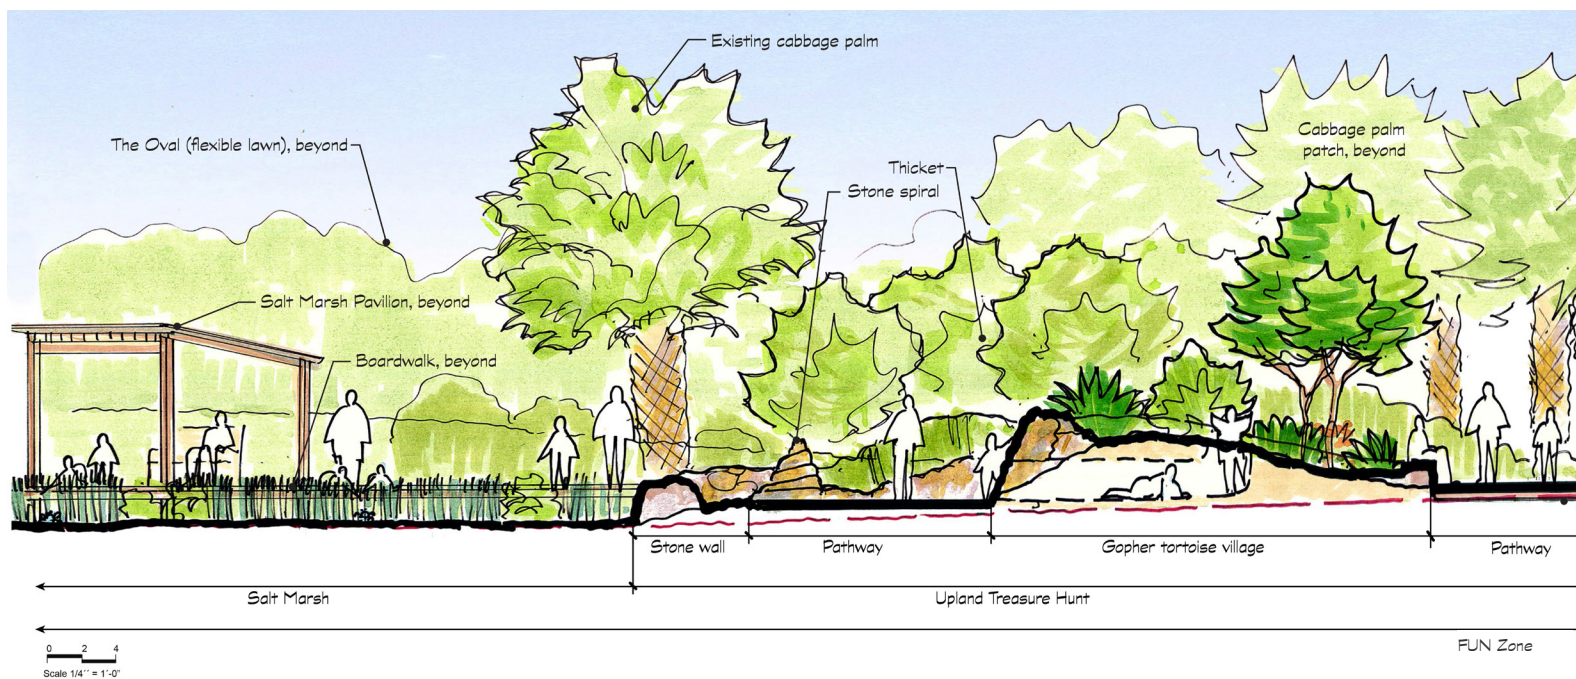 Existing cabbage palm
The Oval (flexible lawn), beyond
Cabbage palm
patch, beyond
Thicket
Stone spiral
Salt Marsh Pavilion, beyond
Boardwalk, beyond
Stone wall
Pathway
Gopher tortoise village
Pathway
Salt Marsh
Upland Treasure Hunt
FUN Zone
0 2 4
Scale 1/4'' = 1'-0"